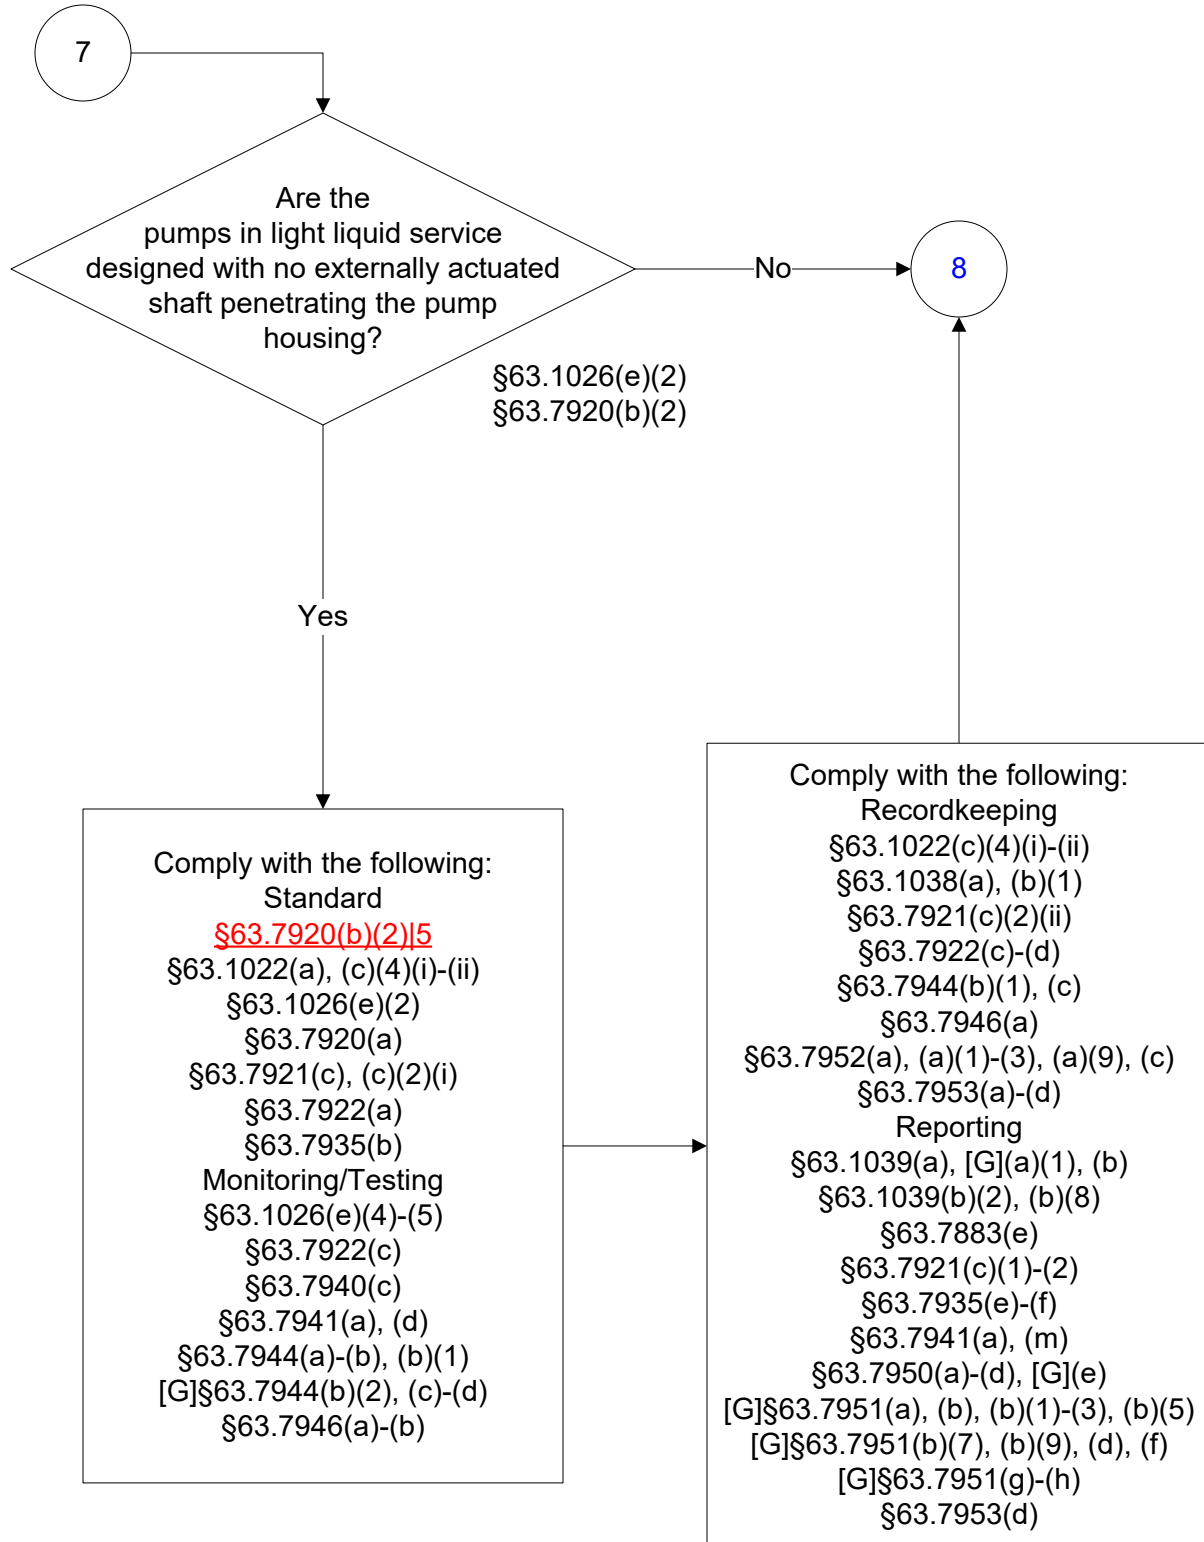 7
Are the
pumps in light liquid service
designed with no externally actuated
shaft penetrating the pump
housing?
No
8
§63.1026(e)(2)
§63.7920(b)(2)
Yes
Comply with the following:
Standard
§63.7920(b)(2)|5
§63.1022(a), (c)(4)(i)-(ii)
§63.1026(e)(2)
§63.7920(a)
§63.7921(c), (c)(2)(i)
§63.7922(a)
§63.7935(b)
Monitoring/Testing
§63.1026(e)(4)-(5)
§63.7922(c)
§63.7940(c)
§63.7941(a), (d)
§63.7944(a)-(b), (b)(1)
[G]§63.7944(b)(2), (c)-(d)
§63.7946(a)-(b)
Comply with the following:
Recordkeeping
§63.1022(c)(4)(i)-(ii)
§63.1038(a), (b)(1)
§63.7921(c)(2)(ii)
§63.7922(c)-(d)
§63.7944(b)(1), (c)
§63.7946(a)
§63.7952(a), (a)(1)-(3), (a)(9), (c)
§63.7953(a)-(d)
Reporting
§63.1039(a), [G](a)(1), (b)
§63.1039(b)(2), (b)(8)
§63.7883(e)
§63.7921(c)(1)-(2)
§63.7935(e)-(f)
§63.7941(a), (m)
§63.7950(a)-(d), [G](e)
[G]§63.7951(a), (b), (b)(1)-(3), (b)(5)
[G]§63.7951(b)(7), (b)(9), (d), (f)
[G]§63.7951(g)-(h)
§63.7953(d)